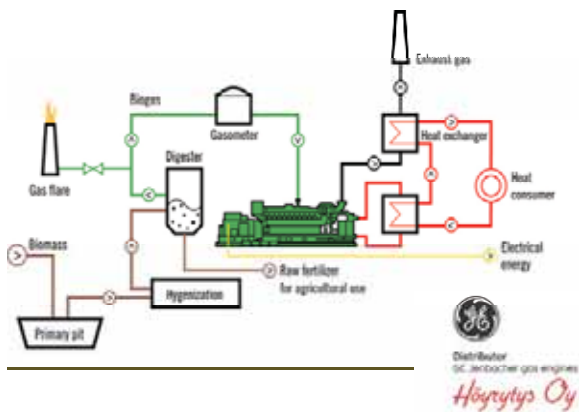 Exhaust gas
Biogas
Gasometer
Heat exchanger
Digester
Gas flare
Heat
consumer
Biomass
Electrical
energy
Raw fertilizer
for agricultural use
Hygenization
Primary pit
GE
Distributor
GE Jenbacher gas engines
Höyrytys Oy